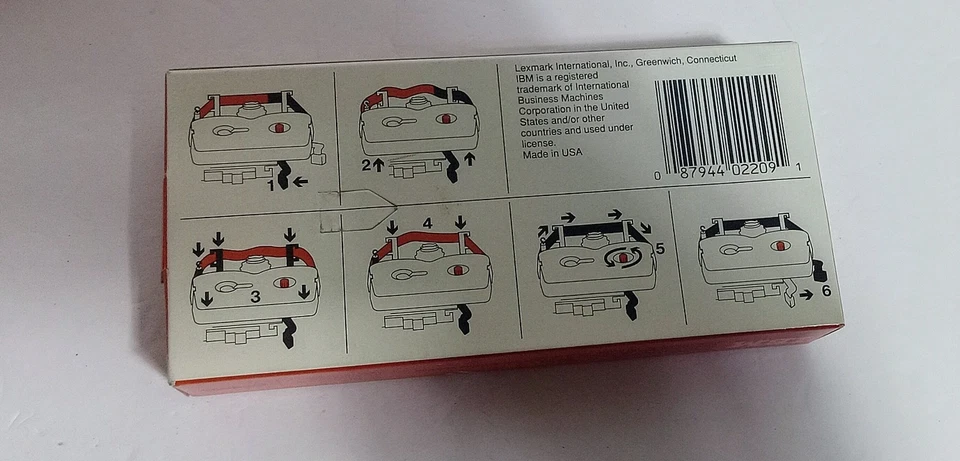 Lexmark International, Inc., Greenwich, Connecticut
IBM is a registered
trademark of International
Business Machines
Corporation in the United
States and/or other
countries and used under
license.
Made in USA
0 87944 02209 1
1
2
3
4
5
6